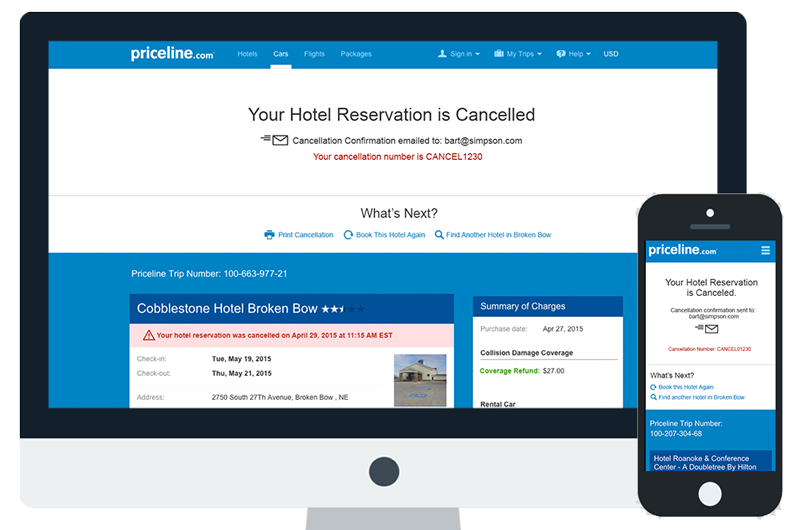 priceline.com
Hotels Cars Flights Packages Sign in My Trips Help USD
Your Hotel Reservation is Cancelled
Cancellation Confirmation emailed to: bart@simpson.com
Your cancellation number is CANCEL1230
What's Next?
Print Cancellation Book This Hotel Again Find Another Hotel in Broken Bow
Priceline Trip Number: 100-663-977-21
Cobblestone Hotel Broken Bow
Your hotel reservation was cancelled on April 29, 2015 at 11:15 AM EST
Check-in: Tue, May 19, 2015
Check-out: Thu, May 21, 2015
Address: 2750 South 27Th Avenue, Broken Bow , NE
Summary of Charges
Purchase date: Apr 27, 2015
Collision Damage Coverage
Coverage Refund: $27.00
Rental Car
priceline.com
Your Hotel Reservation
is Canceled.
Cancellation confirmation sent to:
bart@simpson.com
Cancellation Number: CANCEL01230
What's Next?
Book this Hotel Again
Find another Hotel in Broken Bow
Priceline Trip Number:
100-207-304-68
Hotel Roanoke & Conference
Center - A Doubletree By Hilton